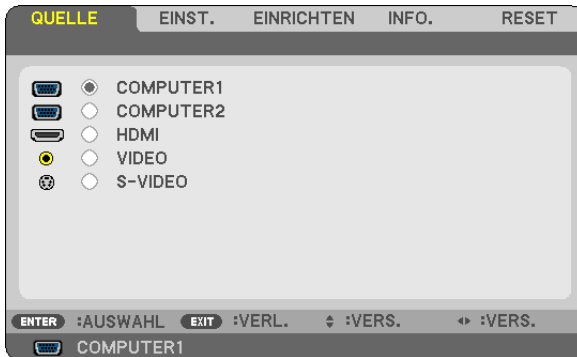 QUELLE EINST. EINRICHTEN INFO. RESET
COMPUTER1
COMPUTER2
HDMI
VIDEO
S-VIDEO
ENTER :AUSWAHL EXIT :VERL. :VERS. :VERS.
COMPUTER1